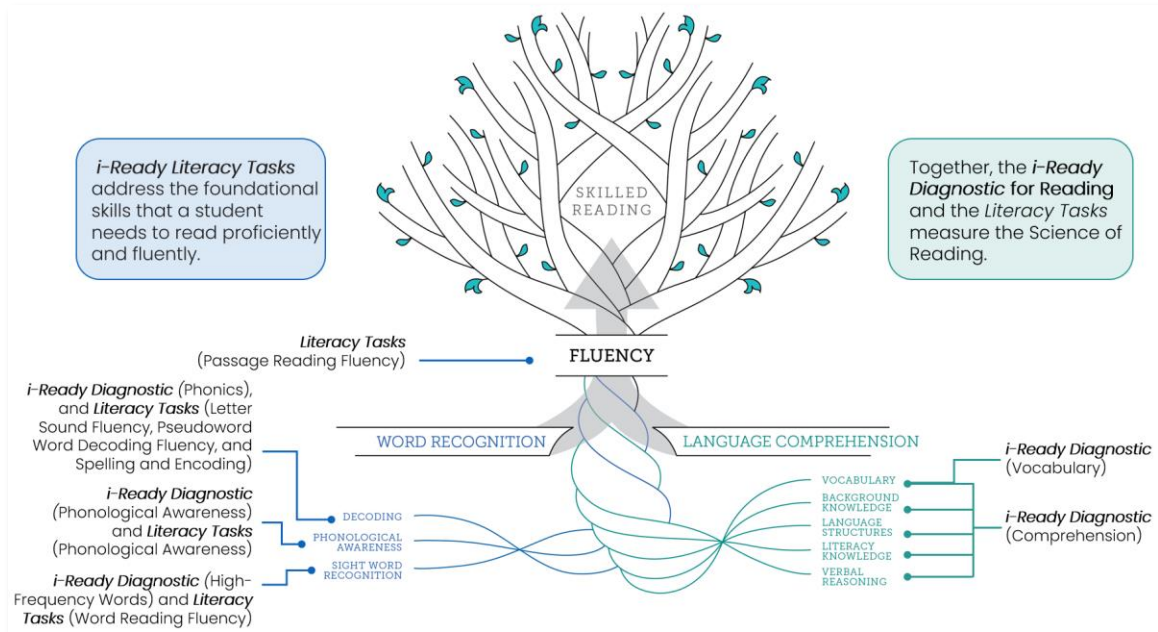 i-Ready Literacy Tasks
address the foundational
skills that a student
needs to read proficiently
and fluently.
SKILLED
READING
Together, the i-Ready
Diagnostic for Reading
and the Literacy Tasks
measure the Science of
Reading.
Literacy Tasks
(Passage Reading Fluency)
FLUENCY
i-Ready Diagnostic (Phonics),
and Literacy Tasks (Letter
Sound Fluency, Pseudoword
Word Decoding Fluency, and
Spelling and Encoding)
i-Ready Diagnostic
(Phonological Awareness)
and Literacy Tasks
(Phonological Awareness)
i-Ready Diagnostic (High-
Frequency Words) and Literacy
Tasks (Word Reading Fluency)
WORD RECOGNITION
LANGUAGE COMPREHENSION
DECODING
PHONOLOGICAL
AWARENESS
SIGHT WORD
RECOGNITION
VOCABULARY
BACKGROUND
KNOWLEDGE
LANGUAGE
STRUCTURES
LITERACY
KNOWLEDGE
VERBAL
REASONING
i-Ready Diagnostic
(Vocabulary)
i-Ready Diagnostic
(Comprehension)